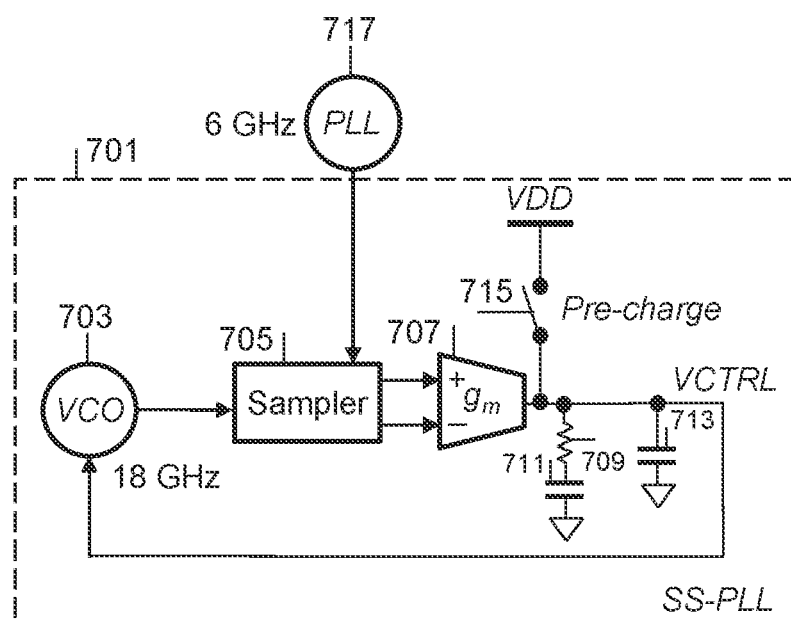 717
6 GHz
PLL
701
VDD
715
Pre-charge
703
705
707
VCTRL
VCO
Sampler
+
gm
−
713
711
709
18 GHz
SS-PLL